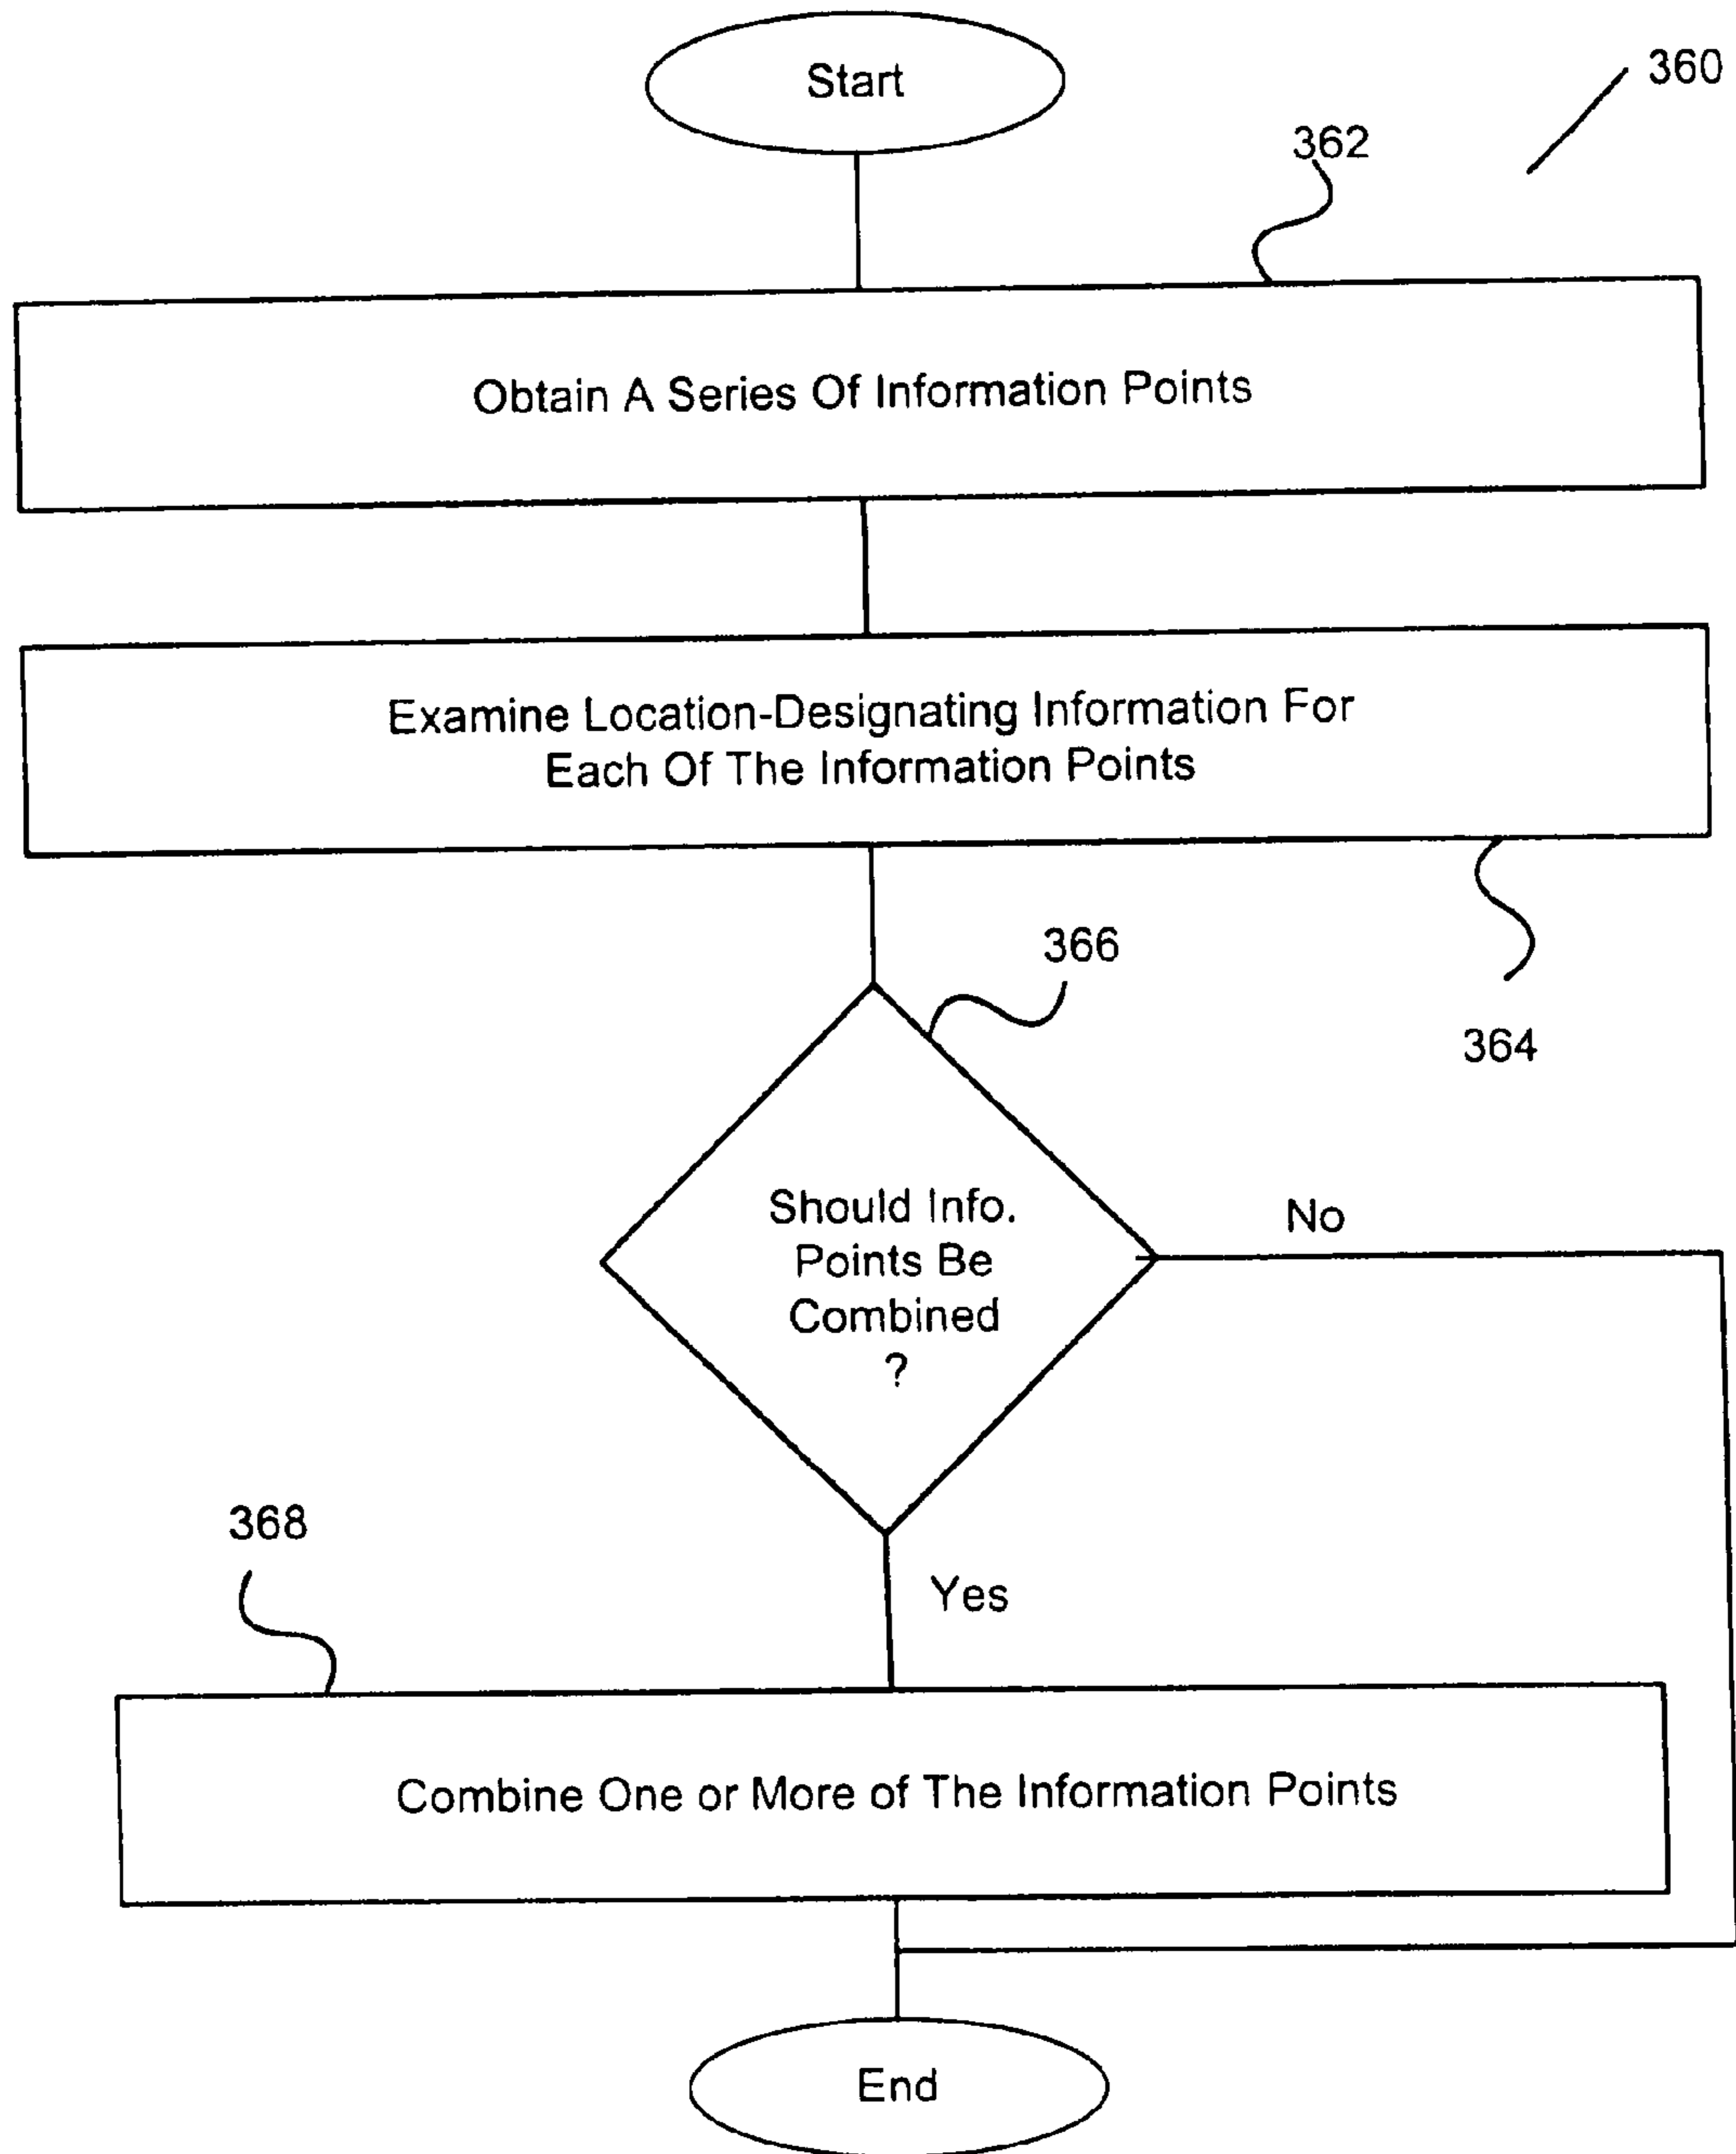 Start
360
362
Obtain A Series Of Information Points
Examine Location-Designating Information For
Each Of The Information Points
366
364
Should Info.
Points Be
Combined
?
No
Yes
368
Combine One or More of The Information Points
End